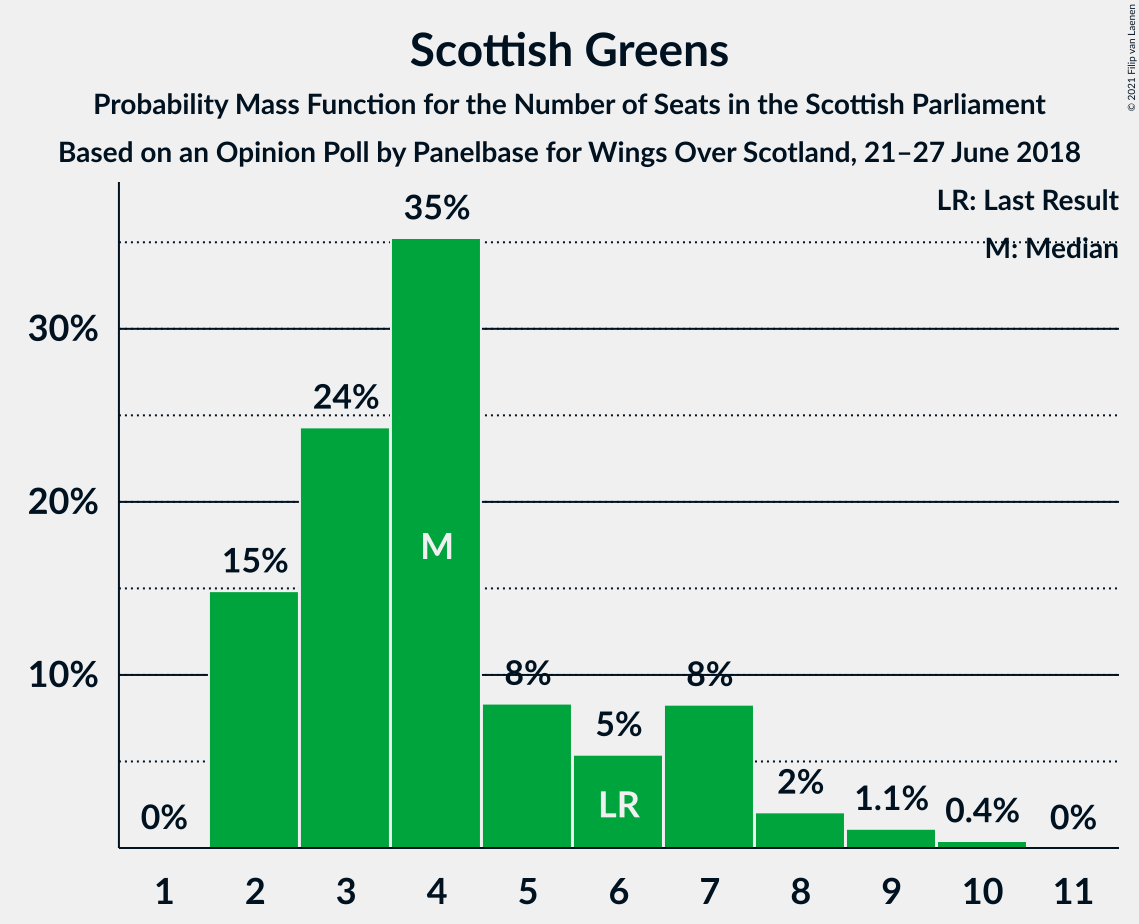 Scottish Greens
Probability Mass Function for the Number of Seats in the Scottish Parliament
Based on an Opinion Poll by Panelbase for Wings Over Scotland, 21–27 June 2018
© 2021 Filip van Laenen
LR: Last Result
M: Median
35%
30%
24%
20%
M
15%
10%
8%
8%
5%
2%
LR
1.1%
0.4%
0%
0%
1 2 3 4 5 6 7 8 9 10 11